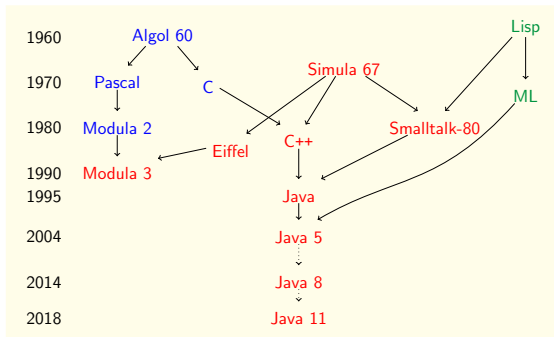 1960 Algol 60 Lisp
1970 Pascal C Simula 67 ML
1980 Modula 2 C++ Smalltalk-80
Eiffel
1990 Modula 3
1995 Java
2004 Java 5
2014 Java 8
2018 Java 11